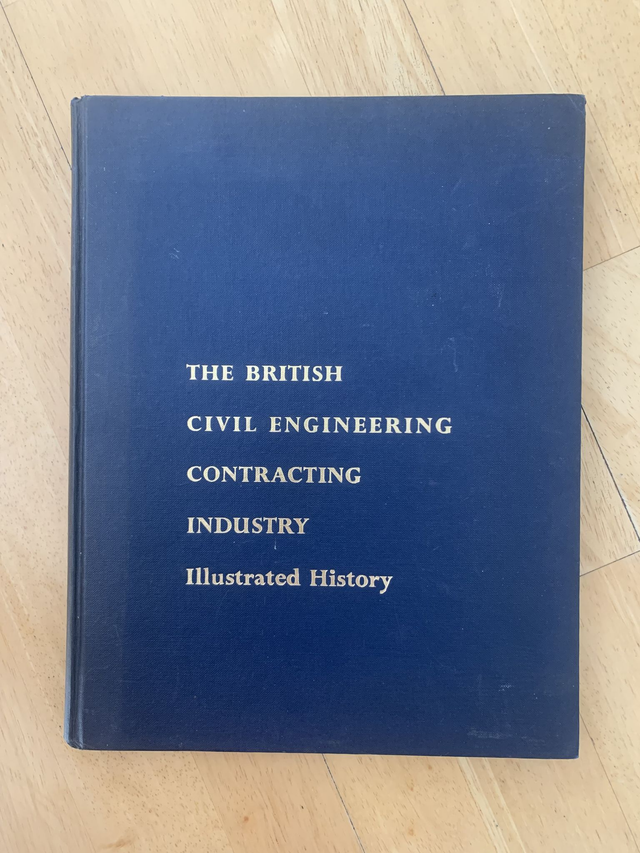 THE BRITISH
CIVIL ENGINEERING
CONTRACTING
INDUSTRY
Illustrated History